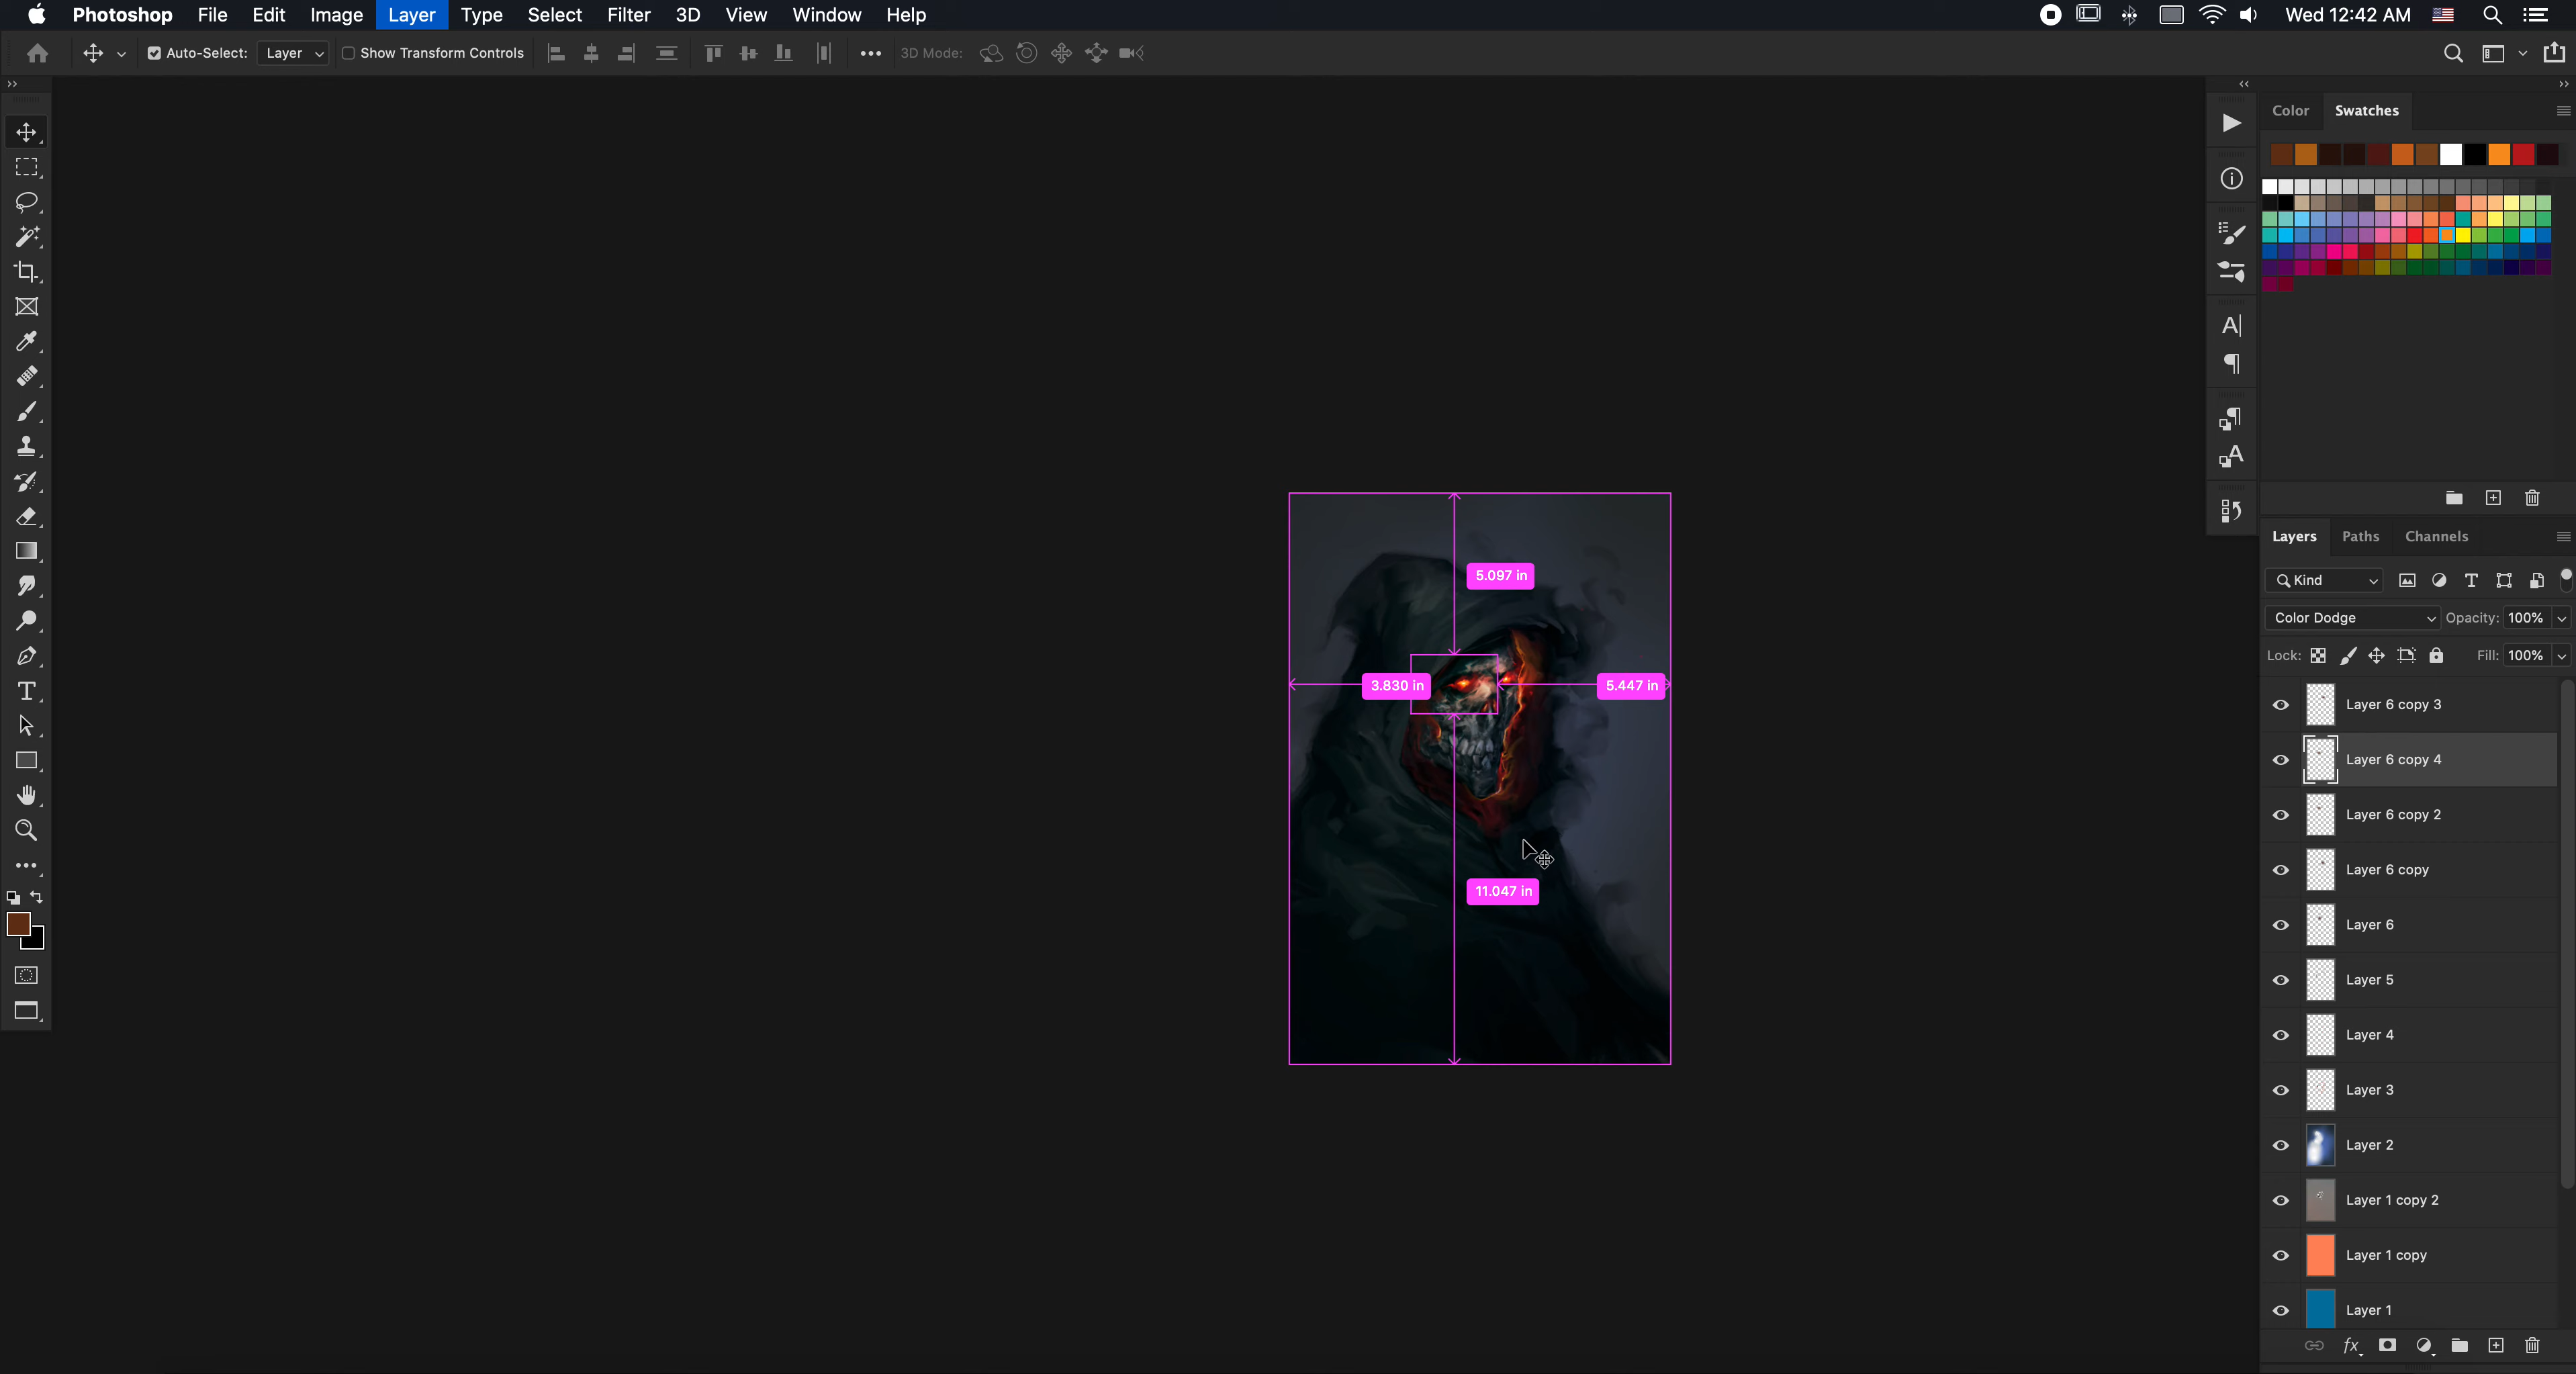 Photoshop File Edit Image Layer Type Select Filter 3D View Window Help Wed 12:42 AM
Auto-Select: Layer Show Transform Controls 3D Mode:
Color Swatches
5.097 in
3.830 in
5.447 in
11.047 in
Layers Paths Channels
Kind
Color Dodge Opacity: 100%
Lock: Fill: 100%
Layer 6 copy 3
Layer 6 copy 4
Layer 6 copy 2
Layer 6 copy
Layer 6
Layer 5
Layer 4
Layer 3
Layer 2
Layer 1 copy 2
Layer 1 copy
Layer 1
fx